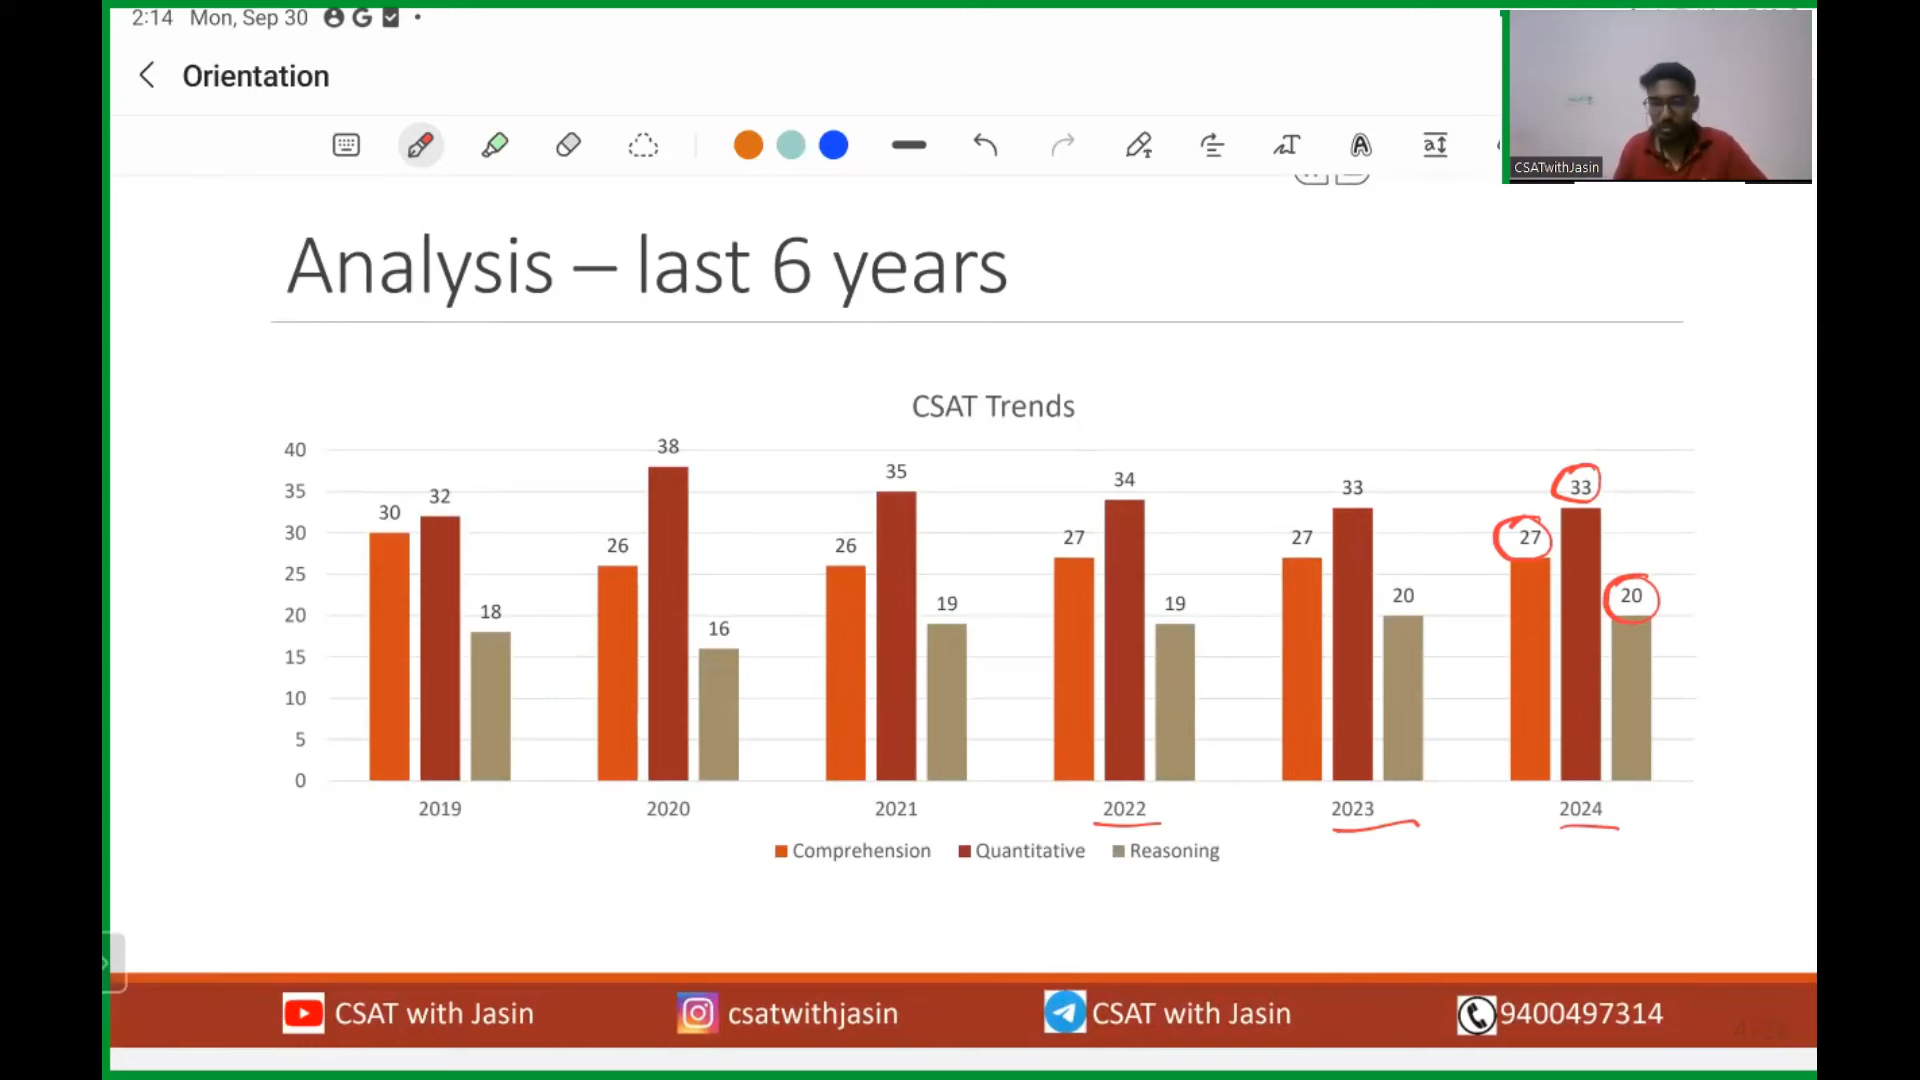 2:14 Mon, Sep 30
Orientation
CSATwithJasin
Analysis – last 6 years
CSAT Trends
40
35
30
25
20
15
10
5
0
30 32 18
26 38 16
26 35 19
27 34 19
27 33 20
27 33 20
2019 2020 2021 2022 2023 2024
Comprehension Quantitative Reasoning
CSAT with Jasin csatwithjasin CSAT with Jasin 9400497314